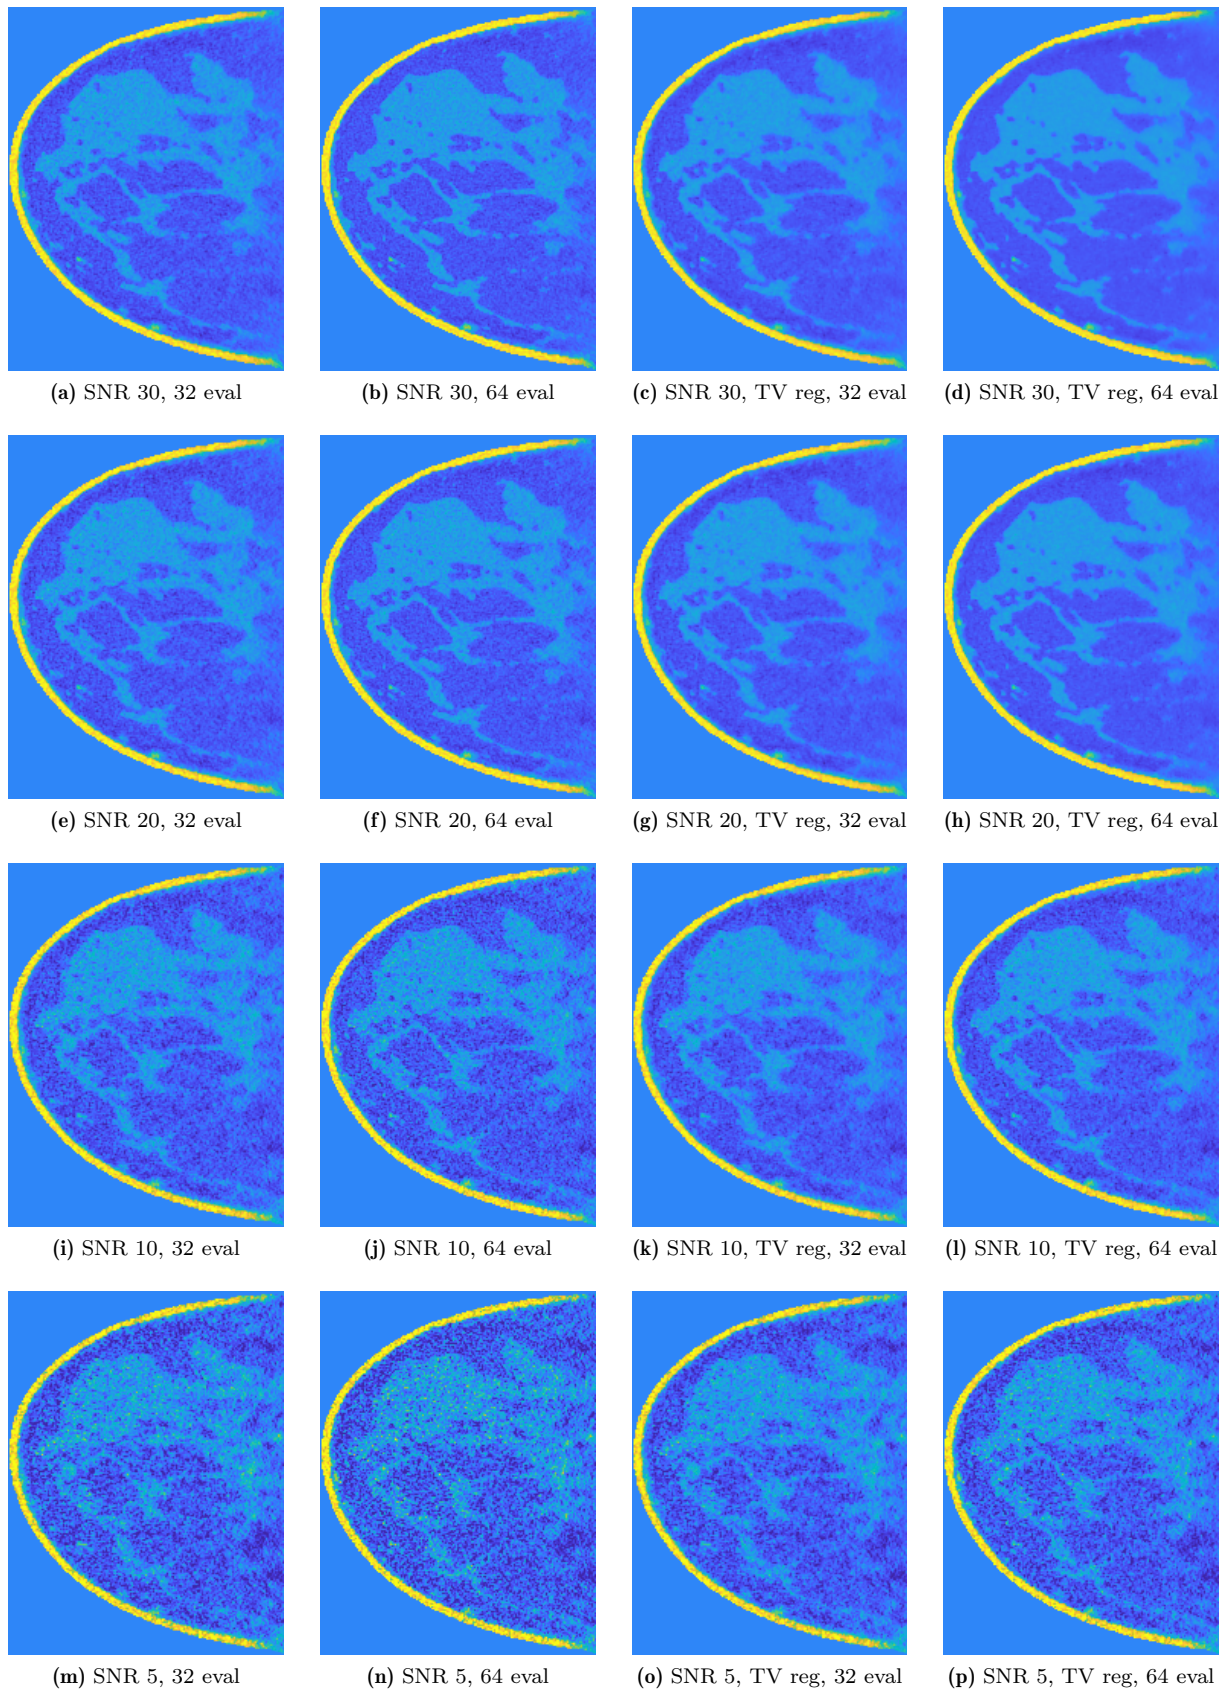 (a) SNR 30, 32 eval
(b) SNR 30, 64 eval
(c) SNR 30, TV reg, 32 eval
(d) SNR 30, TV reg, 64 eval
(e) SNR 20, 32 eval
(f) SNR 20, 64 eval
(g) SNR 20, TV reg, 32 eval
(h) SNR 20, TV reg, 64 eval
(i) SNR 10, 32 eval
(j) SNR 10, 64 eval
(k) SNR 10, TV reg, 32 eval
(l) SNR 10, TV reg, 64 eval
(m) SNR 5, 32 eval
(n) SNR 5, 64 eval
(o) SNR 5, TV reg, 32 eval
(p) SNR 5, TV reg, 64 eval